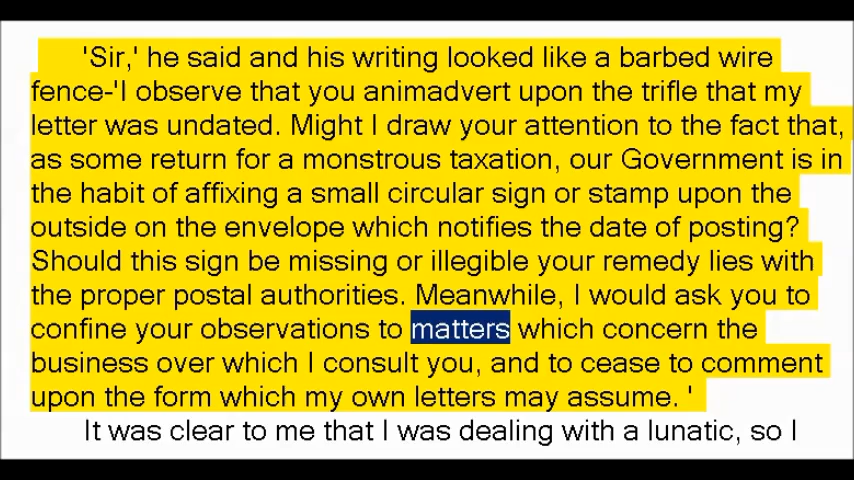 'Sir,' he said and his writing looked like a barbed wire
fence-'I observe that you animadvert upon the trifle that my
letter was undated. Might I draw your attention to the fact that,
as some return for a monstrous taxation, our Government is in
the habit of affixing a small circular sign or stamp upon the
outside on the envelope which notifies the date of posting?
Should this sign be missing or illegible your remedy lies with
the proper postal authorities. Meanwhile, I would ask you to
confine your observations to matters which concern the
business over which I consult you, and to cease to comment
upon the form which my own letters may assume. '
It was clear to me that I was dealing with a lunatic, so I